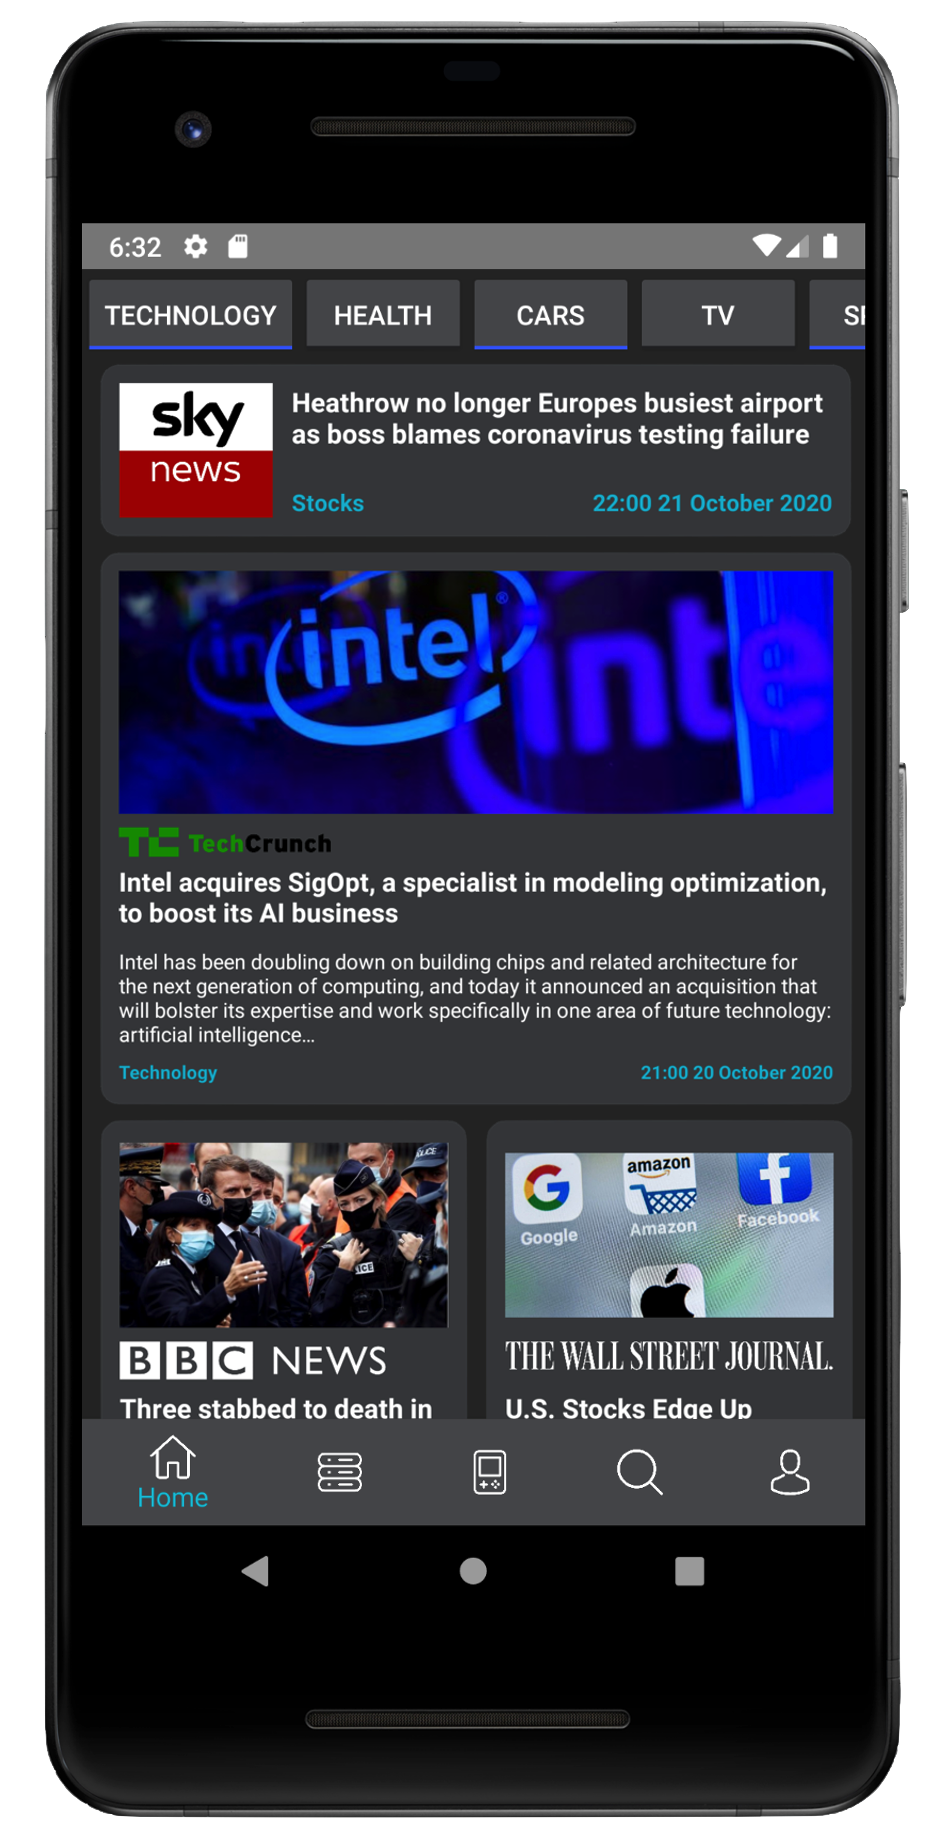 6:32
TECHNOLOGY HEALTH CARS TV
sky
news
Heathrow no longer Europes busiest airport
as boss blames coronavirus testing failure
Stocks 22:00 21 October 2020
intel
®
TC TechCrunch
Intel acquires SigOpt, a specialist in modeling optimization,
to boost its AI business
Intel has been doubling down on building chips and related architecture for
the next generation of computing, and today it announced an acquisition that
will bolster its expertise and work specifically in one area of future technology:
artificial intelligence...
Technology 21:00 20 October 2020
POLICE
BBC NEWS
Three stabbed to death in
G
Google
amazon
Amazon
f
Facebook
THE WALL STREET JOURNAL.
U.S. Stocks Edge Up
Home